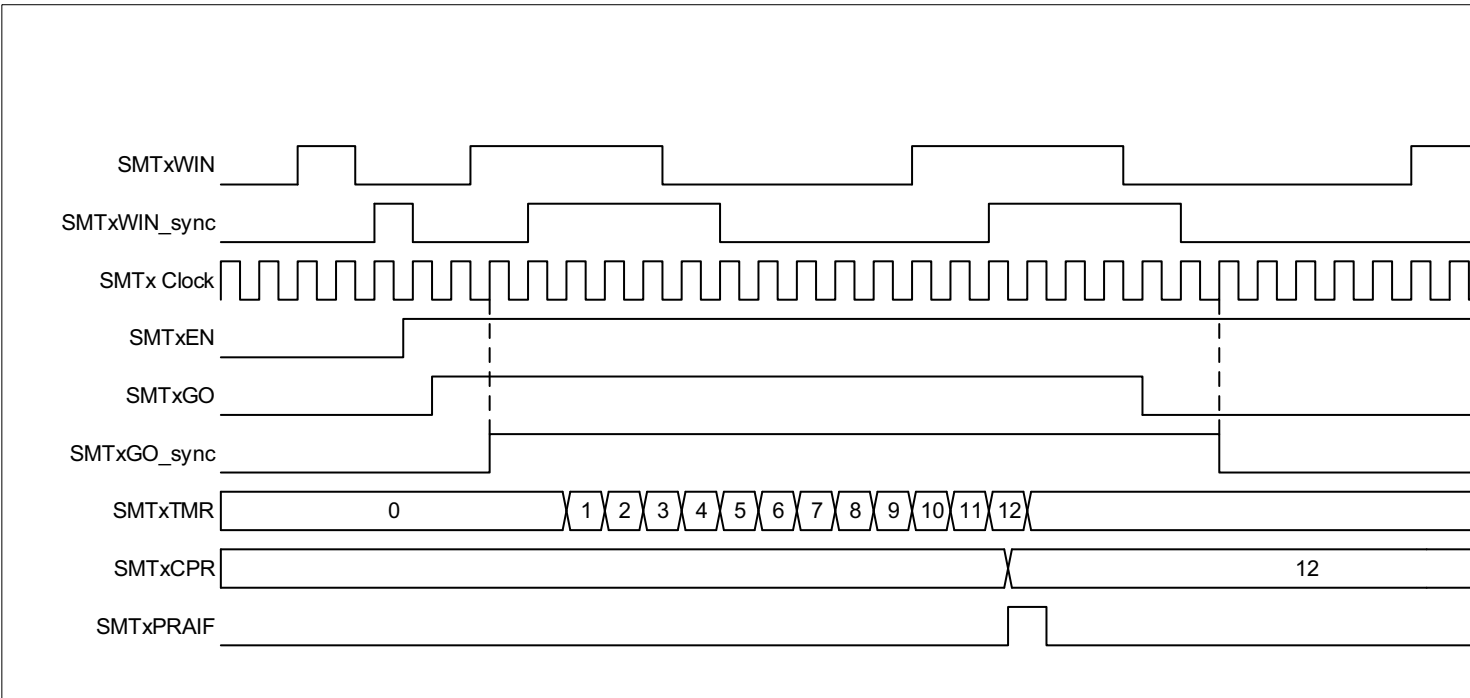 SMTxWIN
SMTxWIN_sync
SMTx Clock
SMTxEN
SMTxGO
SMTxGO_sync
SMTxTMR 0 1 2 3 4 5 6 7 8 9 10 11 12
SMTxCPR 12
SMTxPRAIF